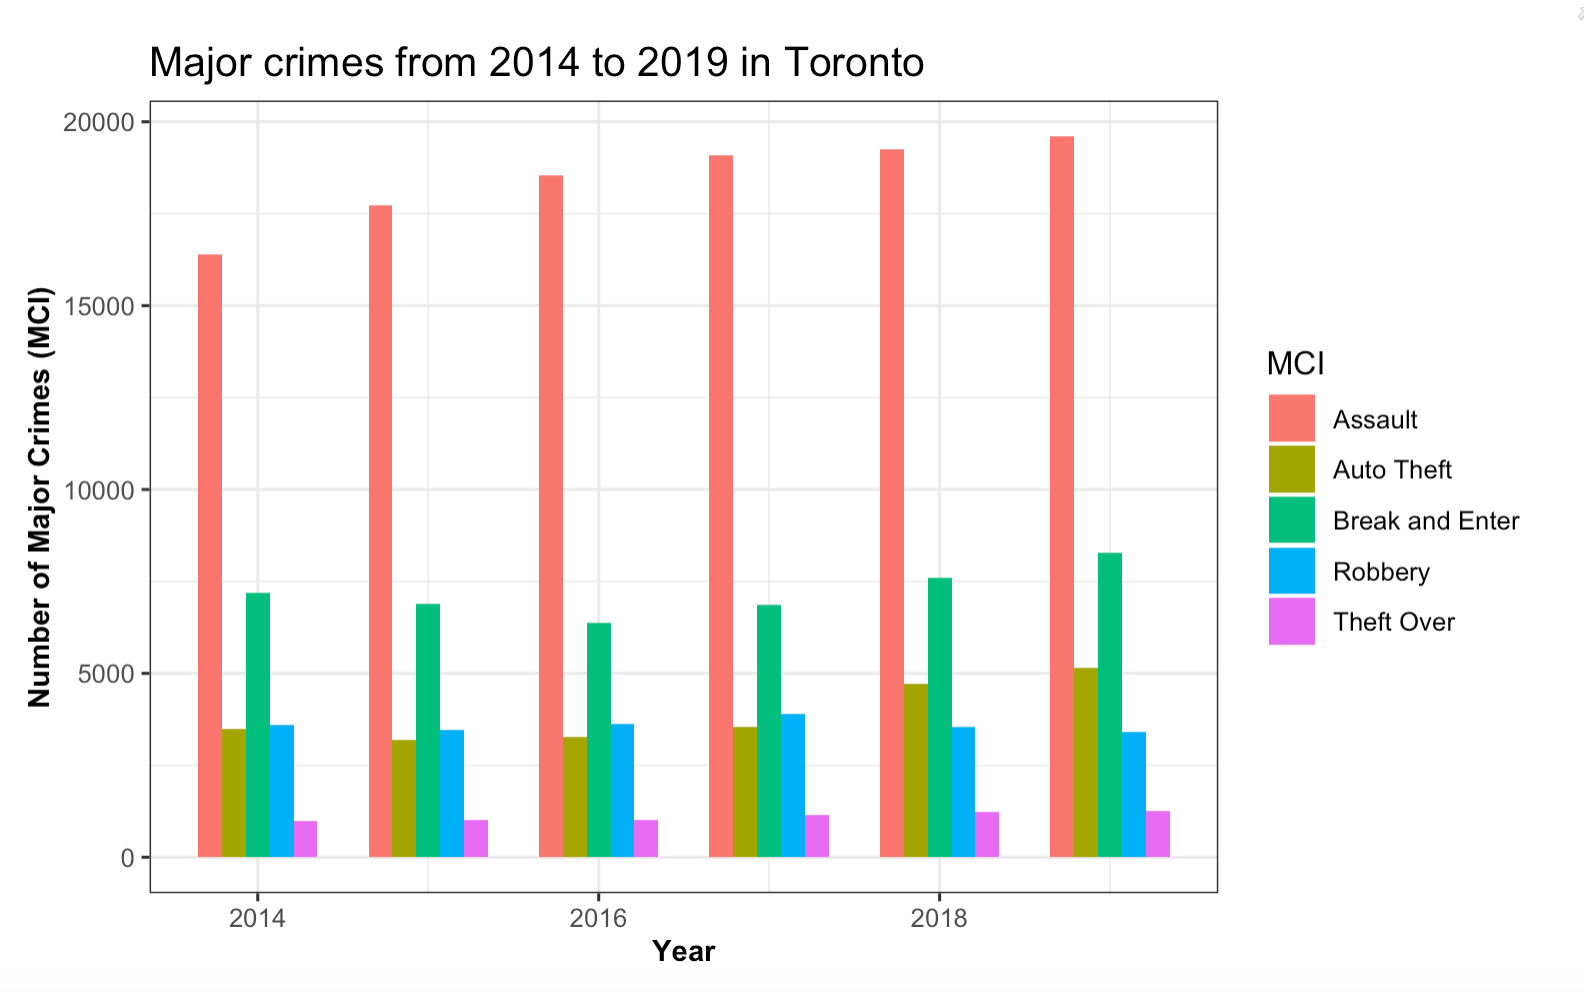 Major crimes from 2014 to 2019 in Toronto
Number of Major Crimes (MCI)
20000
15000
10000
5000
0
2014
2016
2018
Year
MCI
Assault
Auto Theft
Break and Enter
Robbery
Theft Over